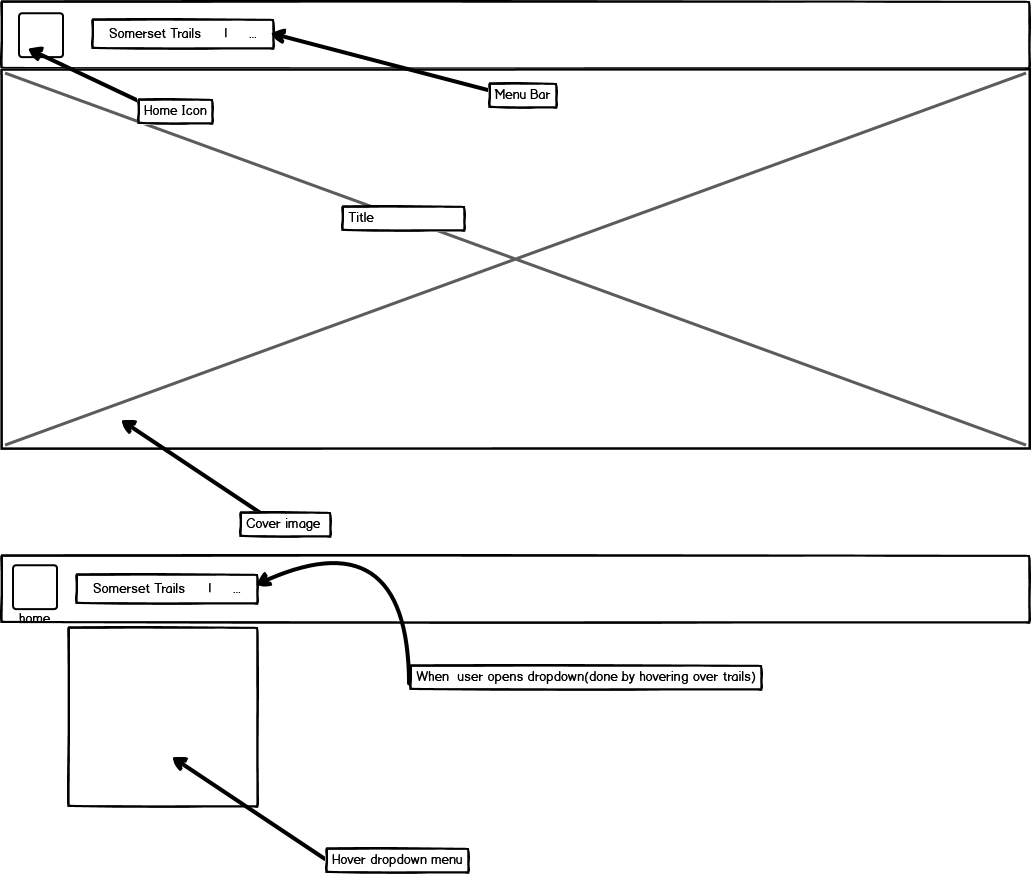 Somerset Trails | ...
Menu Bar
Home Icon
Title
Cover image
Somerset Trails | ...
home
When user opens dropdown(done by hovering over trails)
Hover dropdown menu